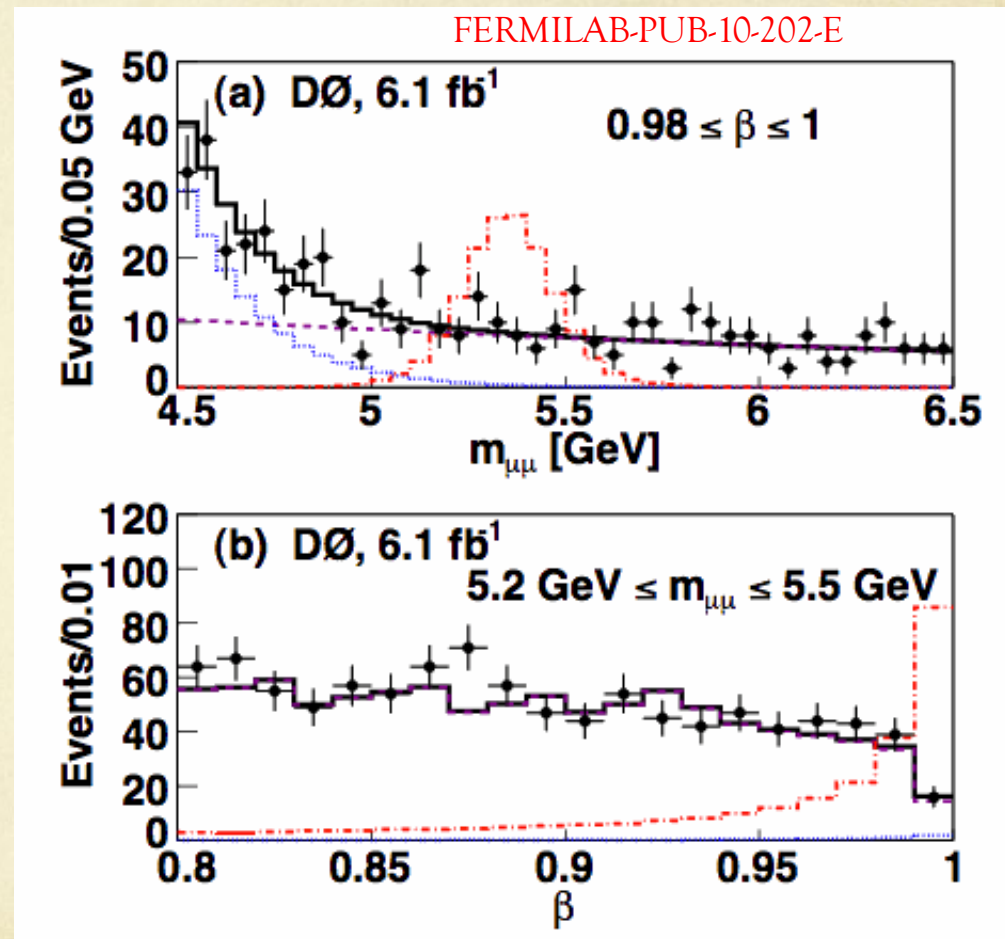 FERMILAB-PUB-10-202-E
50
(a) DØ, 6.1 fb⁻¹
0.98 ≤ β ≤ 1
40
30
20
10
0
Events/0.05 GeV
4.5 5 5.5 6 6.5
m_μμ [GeV]
120
(b) DØ, 6.1 fb⁻¹
100
5.2 GeV ≤ m_μμ ≤ 5.5 GeV
80
60
40
20
0
Events/0.01
0.8 0.85 0.9 0.95 1
β